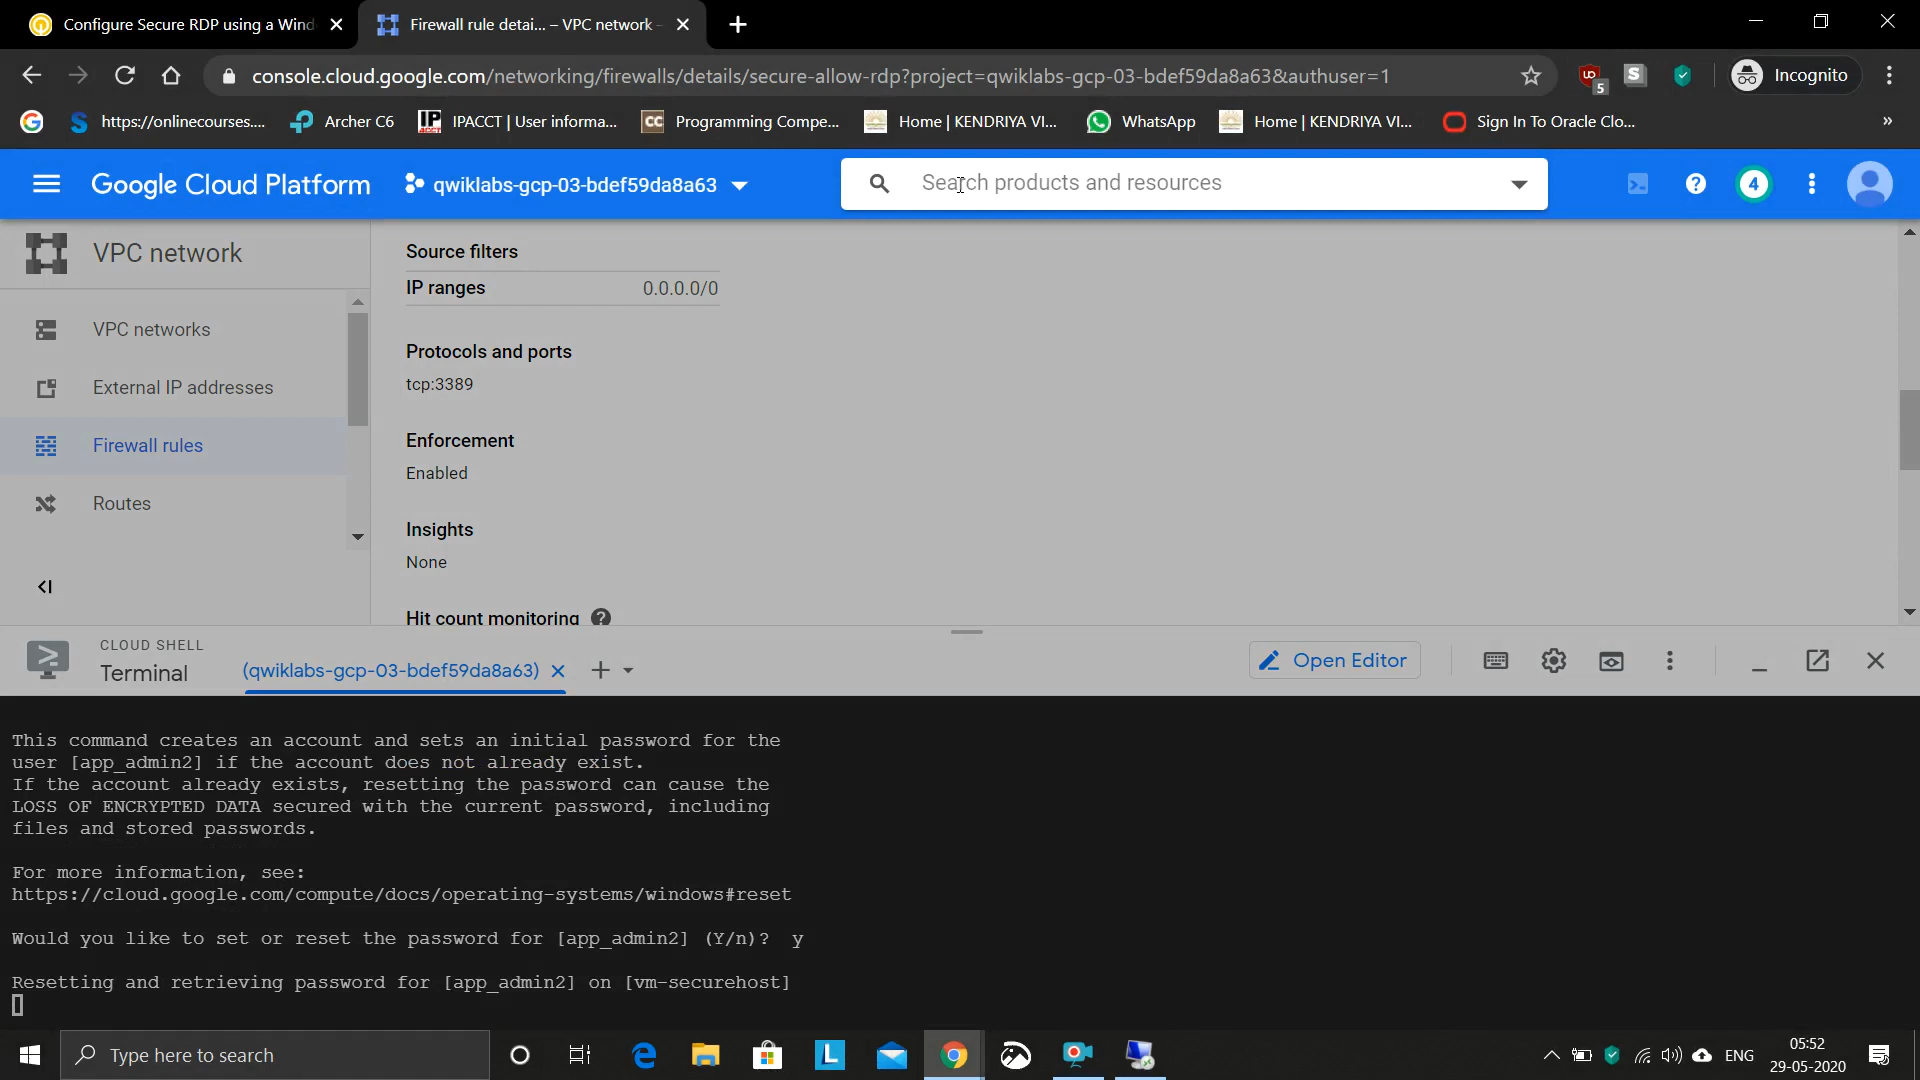 Configure Secure RDP using a Wind
Firewall rule detai... – VPC network -
console.cloud.google.com/networking/firewalls/details/secure-allow-rdp?project=qwiklabs-gcp-03-bdef59da8a63&authuser=1
5
Incognito
https://onlinecourses....
Archer C6
IPACCT | User informa...
Programming Compe...
Home | KENDRIYA VI...
WhatsApp
Home | KENDRIYA VI...
Sign In To Oracle Clo...
»
Google Cloud Platform
qwiklabs-gcp-03-bdef59da8a63
Search products and resources
4
VPC network
VPC networks
External IP addresses
Firewall rules
Routes
Source filters
IP ranges 0.0.0.0/0
Protocols and ports
tcp:3389
Enforcement
Enabled
Insights
None
Hit count monitoring
CLOUD SHELL
Terminal
(qwiklabs-gcp-03-bdef59da8a63)
Open Editor
This command creates an account and sets an initial password for the
user [app_admin2] if the account does not already exist.
If the account already exists, resetting the password can cause the
LOSS OF ENCRYPTED DATA secured with the current password, including
files and stored passwords.
For more information, see:
https://cloud.google.com/compute/docs/operating-systems/windows#reset
Would you like to set or reset the password for [app_admin2] (Y/n)?  y
Resetting and retrieving password for [app_admin2] on [vm-securehost]
Type here to search
ENG
05:52
29-05-2020